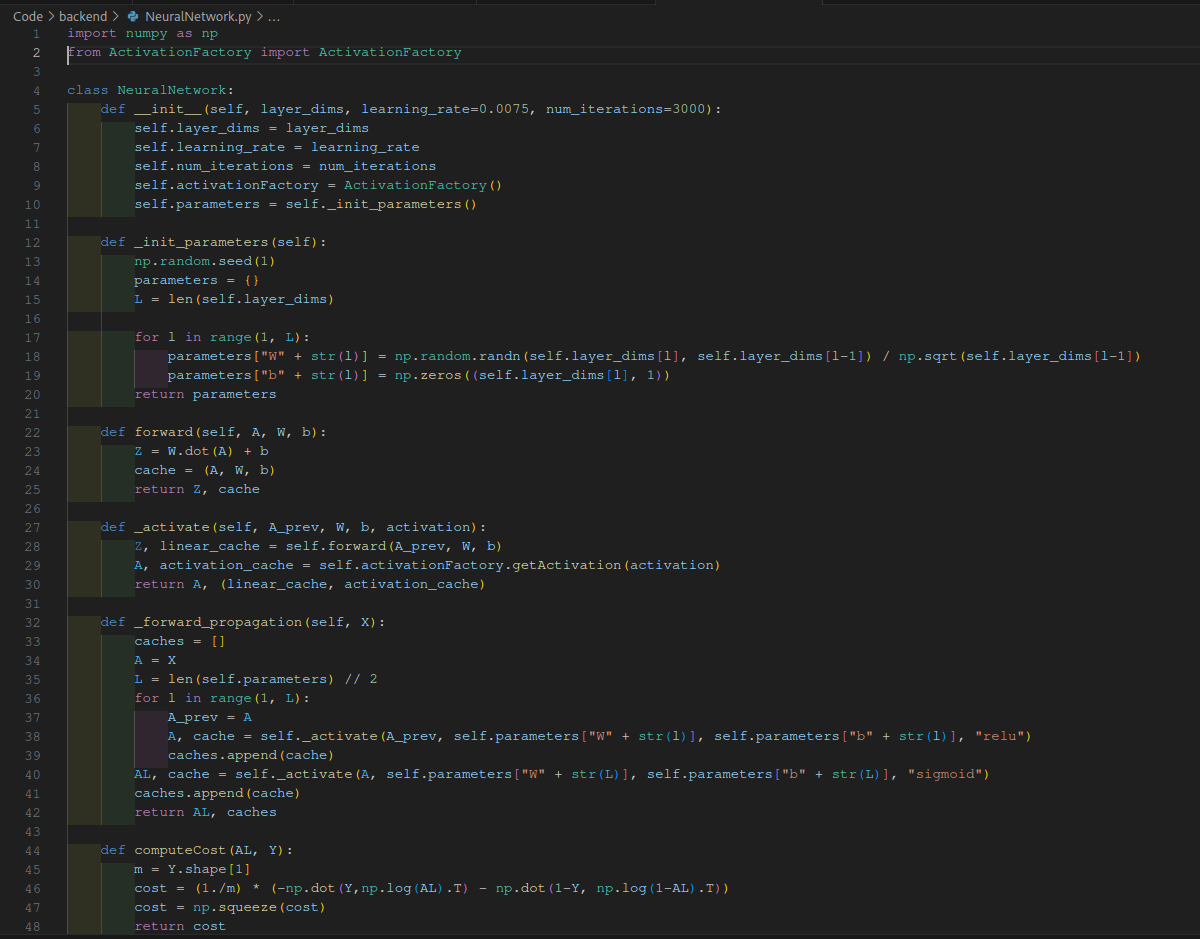 Code > backend > NeuralNetwork.py > ...
1 import numpy as np
2 from ActivationFactory import ActivationFactory
3
4 class NeuralNetwork:
5     def __init__(self, layer_dims, learning_rate=0.0075, num_iterations=3000):
6         self.layer_dims = layer_dims
7         self.learning_rate = learning_rate
8         self.num_iterations = num_iterations
9         self.activationFactory = ActivationFactory()
10         self.parameters = self._init_parameters()
11
12     def _init_parameters(self):
13         np.random.seed(1)
14         parameters = {}
15         L = len(self.layer_dims)
16
17         for l in range(1, L):
18             parameters["W" + str(l)] = np.random.randn(self.layer_dims[l], self.layer_dims[l-1]) / np.sqrt(self.layer_dims[l-1])
19             parameters["b" + str(l)] = np.zeros((self.layer_dims[l], 1))
20         return parameters
21
22     def forward(self, A, W, b):
23         Z = W.dot(A) + b
24         cache = (A, W, b)
25         return Z, cache
26
27     def _activate(self, A_prev, W, b, activation):
28         Z, linear_cache = self.forward(A_prev, W, b)
29         A, activation_cache = self.activationFactory.getActivation(activation)
30         return A, (linear_cache, activation_cache)
31
32     def _forward_propagation(self, X):
33         caches = []
34         A = X
35         L = len(self.parameters) // 2
36         for l in range(1, L):
37             A_prev = A
38             A, cache = self._activate(A_prev, self.parameters["W" + str(l)], self.parameters["b" + str(l)], "relu")
39             caches.append(cache)
40         AL, cache = self._activate(A, self.parameters["W" + str(L)], self.parameters["b" + str(L)], "sigmoid")
41         caches.append(cache)
42         return AL, caches
43
44     def computeCost(AL, Y):
45         m = Y.shape[1]
46         cost = (1./m) * (-np.dot(Y,np.log(AL).T) - np.dot(1-Y, np.log(1-AL).T))
47         cost = np.squeeze(cost)
48         return cost